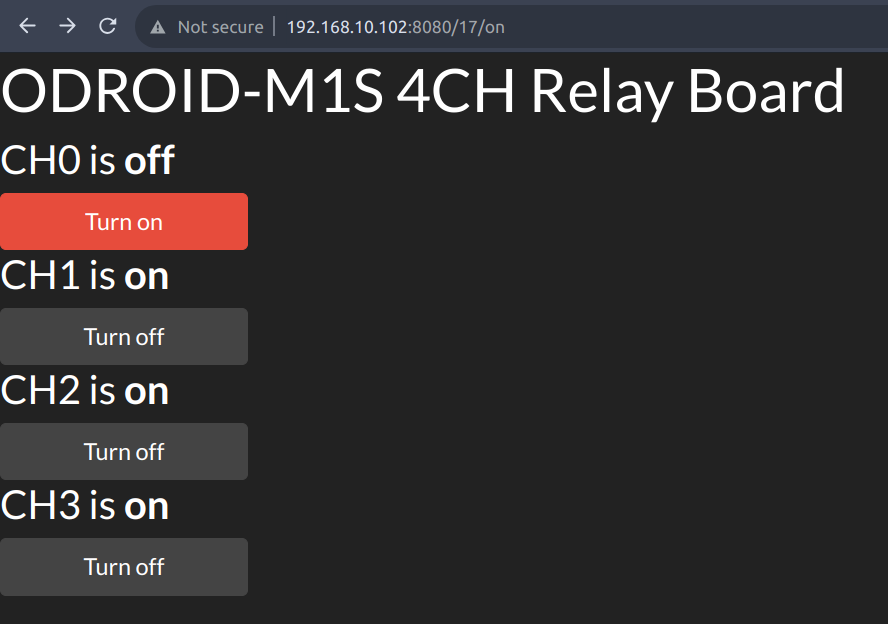 Not secure | 192.168.10.102:8080/17/on
ODROID-M1S 4CH Relay Board
CH0 is off
Turn on
CH1 is on
Turn off
CH2 is on
Turn off
CH3 is on
Turn off